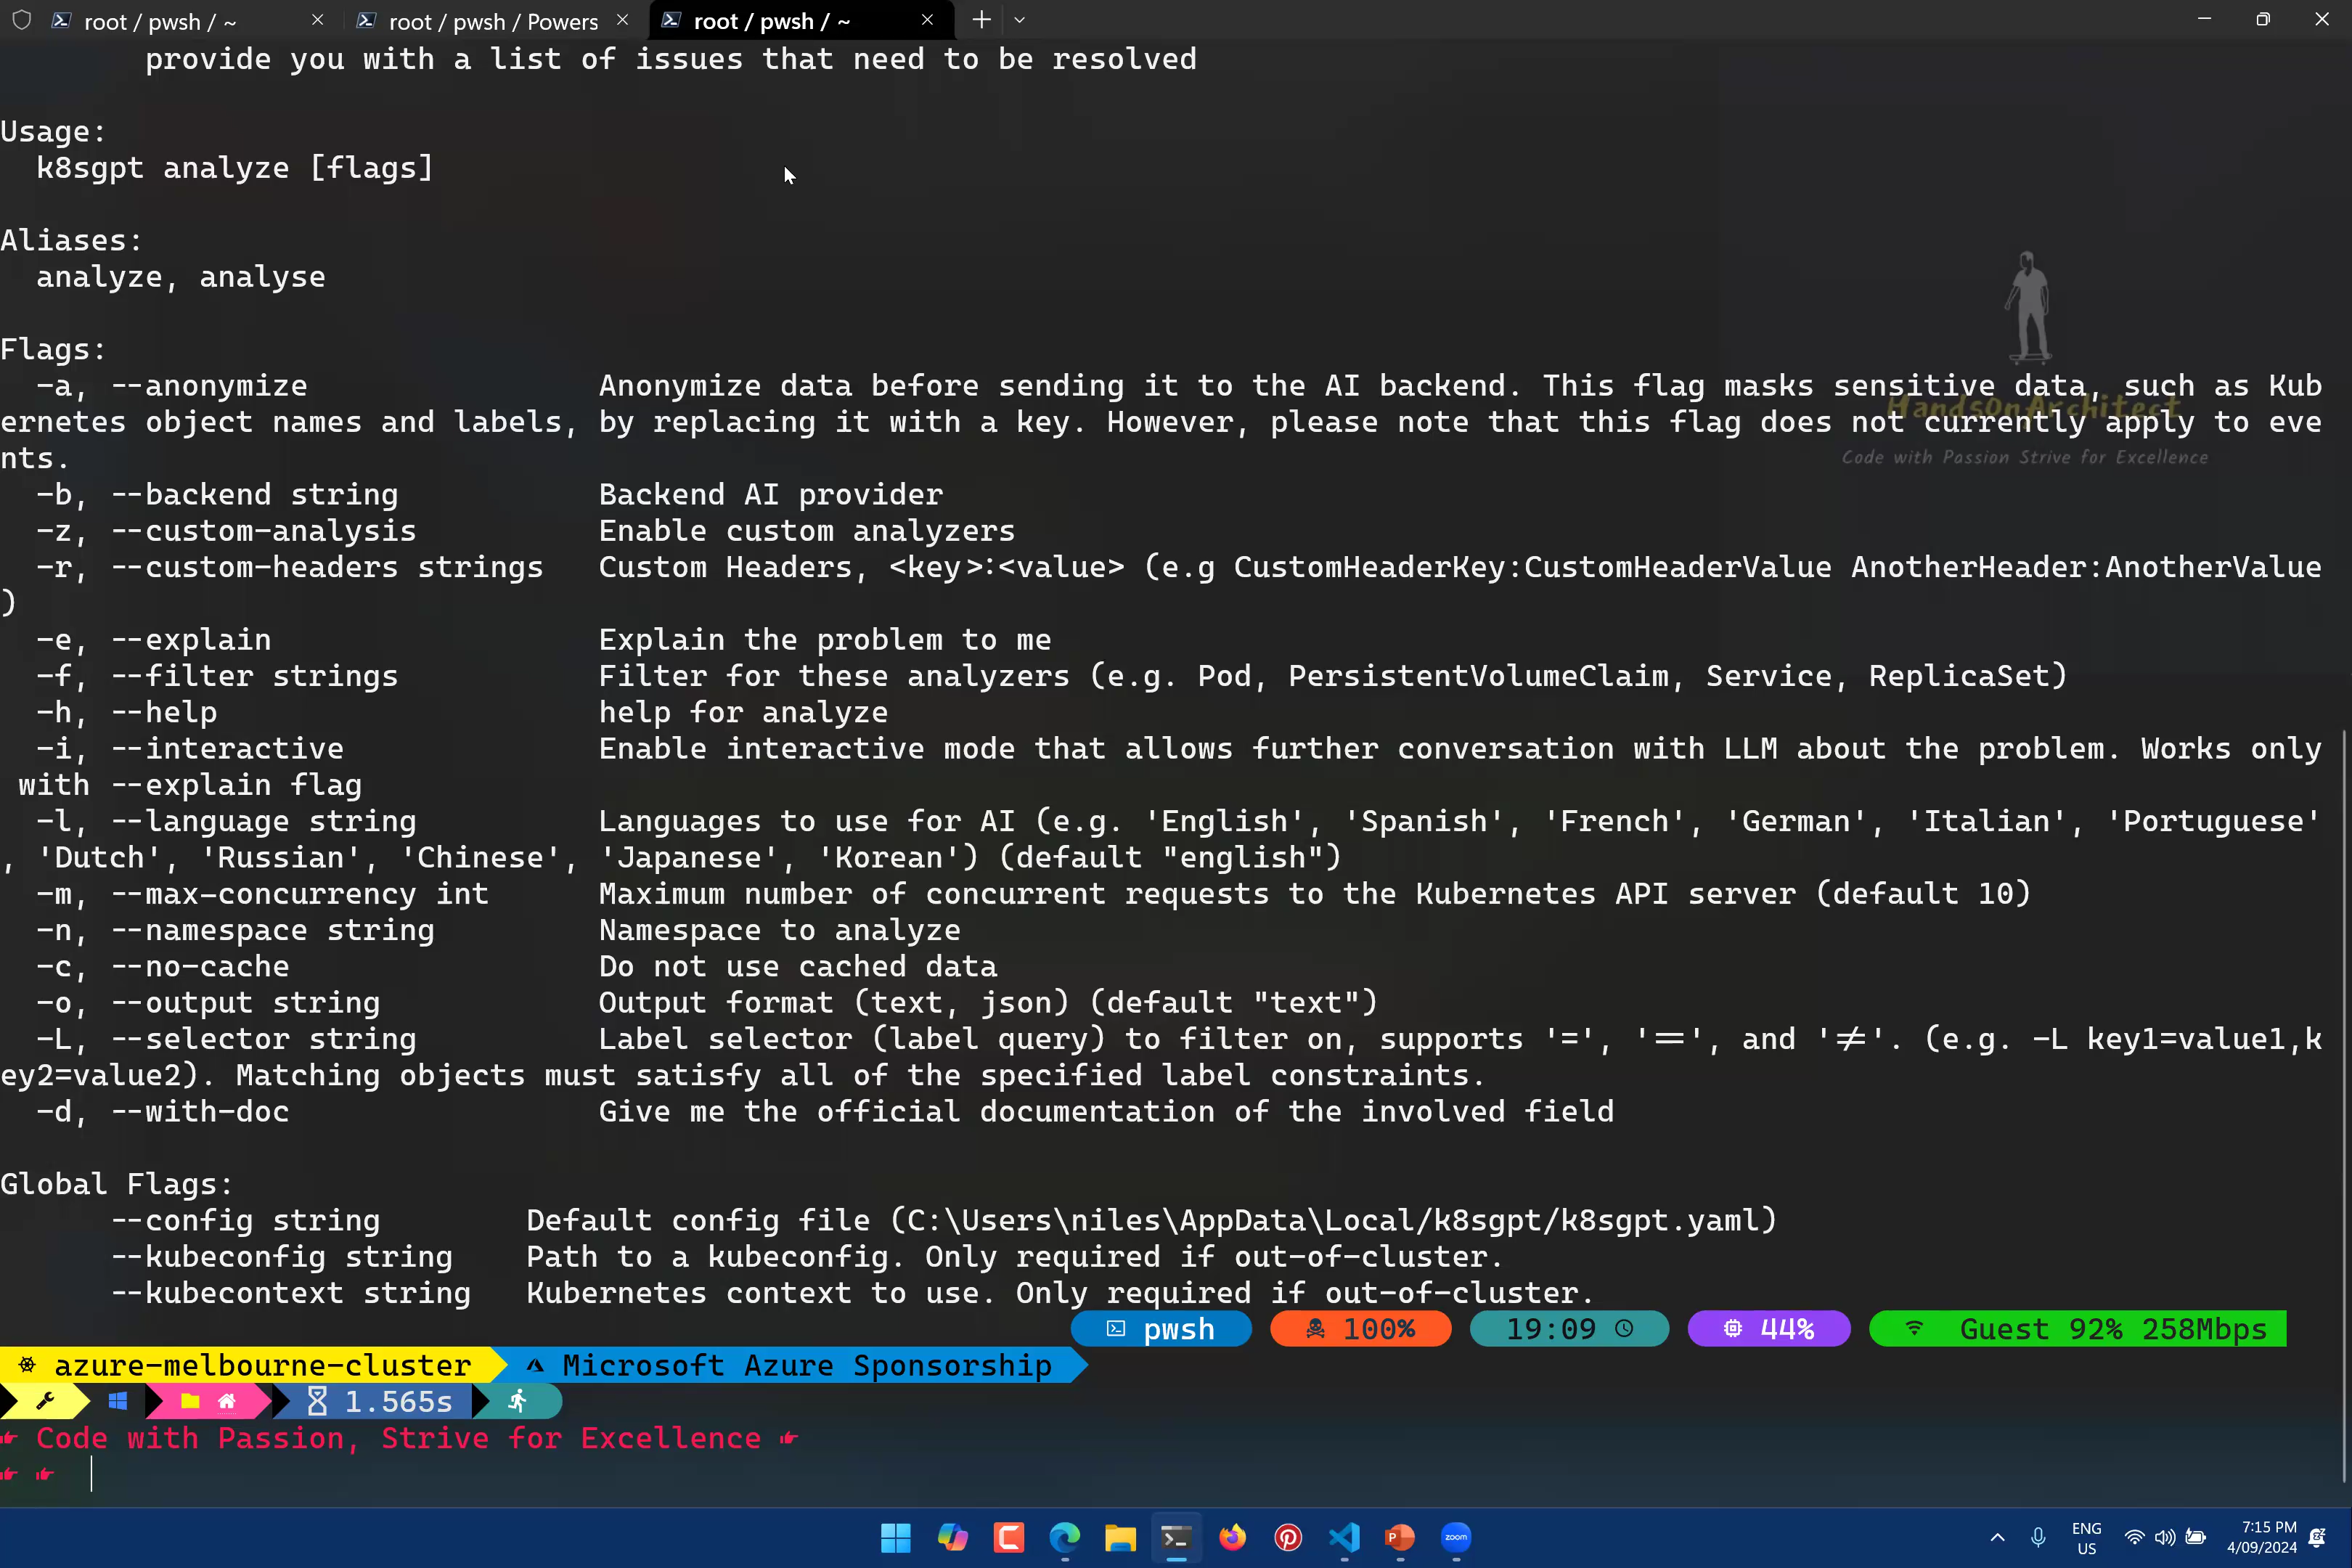 root / pwsh / ~
root / pwsh / Powers
root / pwsh / ~
provide you with a list of issues that need to be resolved
Usage:
k8sgpt analyze [flags]
Aliases:
analyze, analyse
Flags:
-a, --anonymize Anonymize data before sending it to the AI backend. This flag masks sensitive data, such as Kub
ernetes object names and labels, by replacing it with a key. However, please note that this flag does not currently apply to eve
nts.
HandsOnArchitect
Code with Passion Strive for Excellence
-b, --backend string Backend AI provider
-z, --custom-analysis Enable custom analyzers
-r, --custom-headers strings Custom Headers, <key>:<value> (e.g CustomHeaderKey:CustomHeaderValue AnotherHeader:AnotherValue
)
-e, --explain Explain the problem to me
-f, --filter strings Filter for these analyzers (e.g. Pod, PersistentVolumeClaim, Service, ReplicaSet)
-h, --help help for analyze
-i, --interactive Enable interactive mode that allows further conversation with LLM about the problem. Works only
with --explain flag
-l, --language string Languages to use for AI (e.g. 'English', 'Spanish', 'French', 'German', 'Italian', 'Portuguese'
, 'Dutch', 'Russian', 'Chinese', 'Japanese', 'Korean') (default "english")
-m, --max-concurrency int Maximum number of concurrent requests to the Kubernetes API server (default 10)
-n, --namespace string Namespace to analyze
-c, --no-cache Do not use cached data
-o, --output string Output format (text, json) (default "text")
-L, --selector string Label selector (label query) to filter on, supports '=', '==', and '!='. (e.g. -L key1=value1,k
ey2=value2). Matching objects must satisfy all of the specified label constraints.
-d, --with-doc Give me the official documentation of the involved field
Global Flags:
--config string Default config file (C:\Users\niles\AppData\Local/k8sgpt/k8sgpt.yaml)
--kubeconfig string Path to a kubeconfig. Only required if out-of-cluster.
--kubecontext string Kubernetes context to use. Only required if out-of-cluster.
pwsh 100% 19:09 44% Guest 92% 258Mbps
azure-melbourne-cluster Microsoft Azure Sponsorship
1.565s
Code with Passion, Strive for Excellence
zoom
ENG
US
7:15 PM
4/09/2024